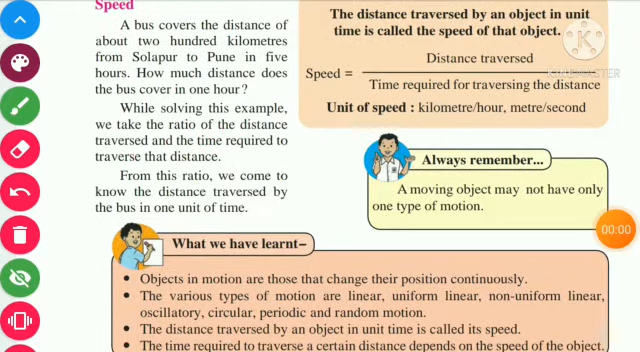 Speed
A bus covers the distance of
about two hundred kilometres
from Solapur to Pune in five
hours. How much distance does
the bus cover in one hour?
While solving this example,
we take the ratio of the distance
traversed and the time required to
traverse that distance.
From this ratio, we come to
know the distance traversed by
the bus in one unit of time.
The distance traversed by an object in unit
time is called the speed of that object.
Distance traversed
Speed =
Time required for traversing the distance
Unit of speed : kilometre/hour, metre/second
Always remember...
A moving object may not have only
one type of motion.
00:00
What we have learnt–
• Objects in motion are those that change their position continuously.
• The various types of motion are linear, uniform linear, non-uniform linear,
oscillatory, circular, periodic and random motion.
• The distance traversed by an object in unit time is called its speed.
• The time required to traverse a certain distance depends on the speed of the object.